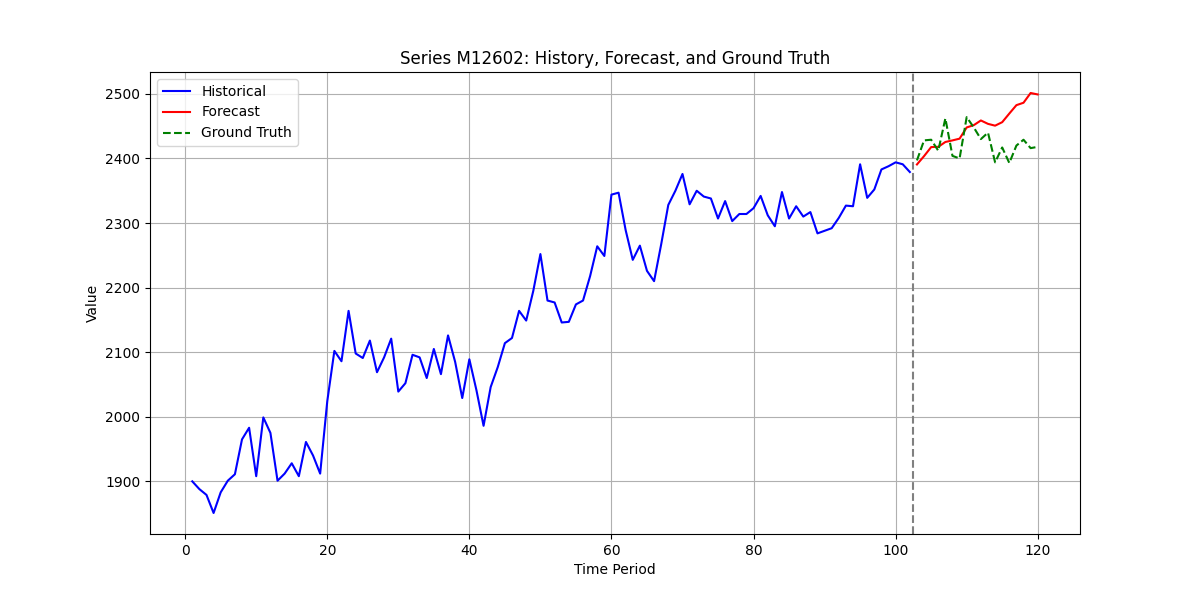 Series M12602: History, Forecast, and Ground Truth
Historical
Forecast
Ground Truth
2500
2400
2300
2200
2100
2000
1900
Value
0 20 40 60 80 100 120
Time Period